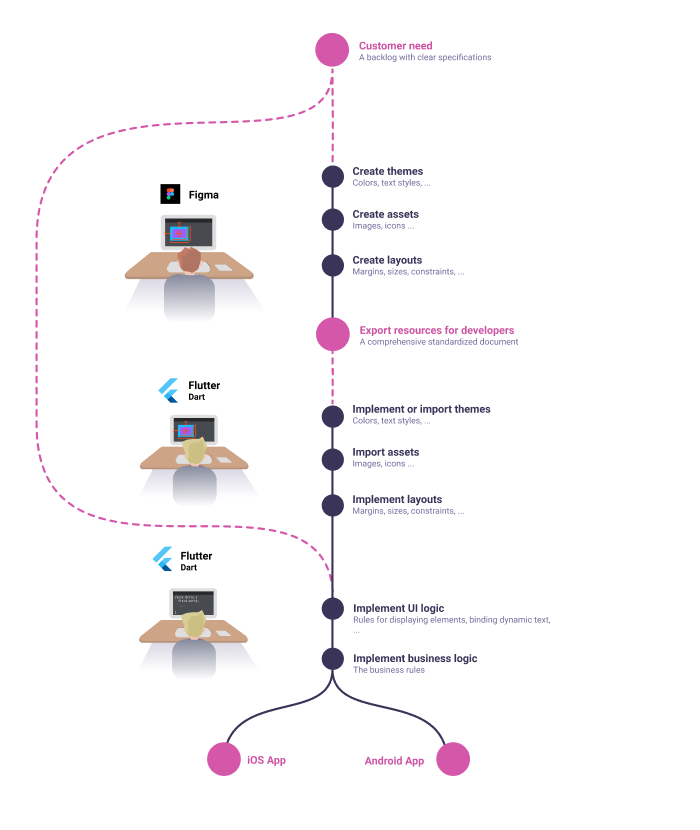 Customer need
A backlog with clear specifications
Create themes
Colors, text styles, ...
Figma
Create assets
Images, icons ...
Create layouts
Margins, sizes, constraints, ...
Export resources for developers
A comprehensive standardized document
Flutter
Dart
Implement or import themes
Colors, text styles, ...
Import assets
Images, icons ...
Implement layouts
Margins, sizes, constraints, ...
Flutter
Dart
Implement UI logic
Rules for displaying elements, binding dynamic text,
...
Implement business logic
The business rules
iOS App
Android App